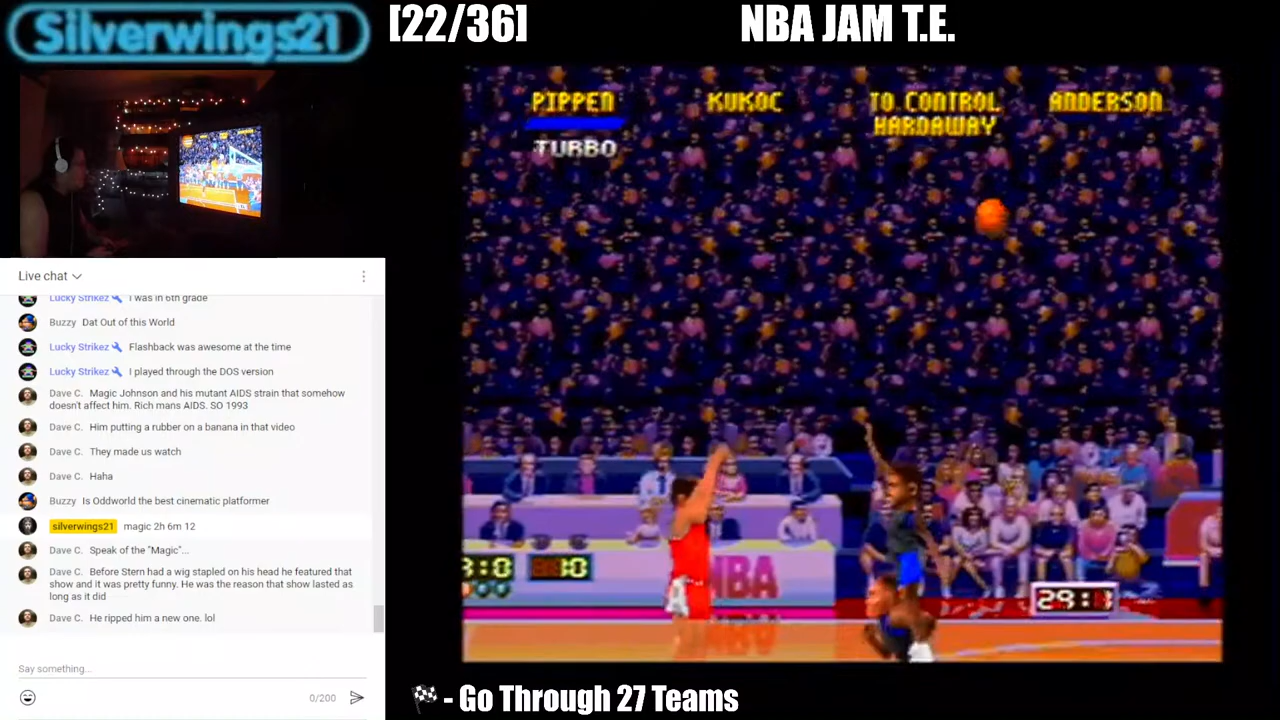 Silverwings21
[22/36]
NBA JAM T.E.
PIPPEN
KUKOC
TO CONTROL
HARDAWAY
ANDERSON
TURBO
Live chat
Lucky Strikez I was in 6th grade
Buzzy Dat Out of this World
Lucky Strikez Flashback was awesome at the time
Lucky Strikez I played through the DOS version
Dave C. Magic Johnson and his mutant AIDS strain that somehow
doesn't affect him. Rich mans AIDS. SO 1993
Dave C. Him putting a rubber on a banana in that video
Dave C. They made us watch
Dave C. Haha
Buzzy Is Oddworld the best cinematic platformer
silverwings21 magic 2h 6m 12
Dave C. Speak of the "Magic"...
Dave C. Before Stern had a wig stapled on his head he featured that
show and it was pretty funny. He was the reason that show lasted as
long as it did
Dave C. He ripped him a new one. lol
Say something...
0/200
:0
NBA
- Go Through 27 Teams